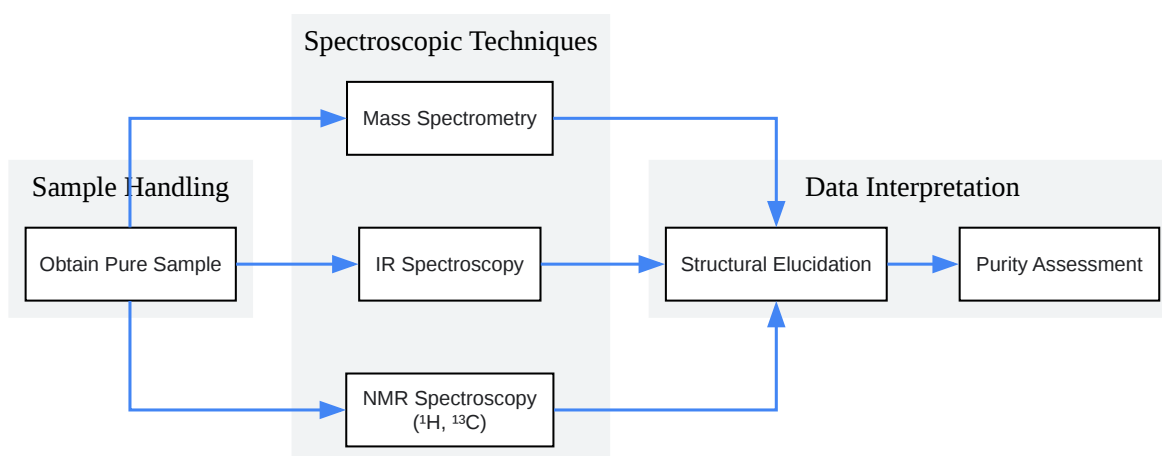 Spectroscopic Techniques
Mass Spectrometry
Sample Handling
Data Interpretation
Obtain Pure Sample
IR Spectroscopy
Structural Elucidation
Purity Assessment
NMR Spectroscopy
(¹H, ¹³C)